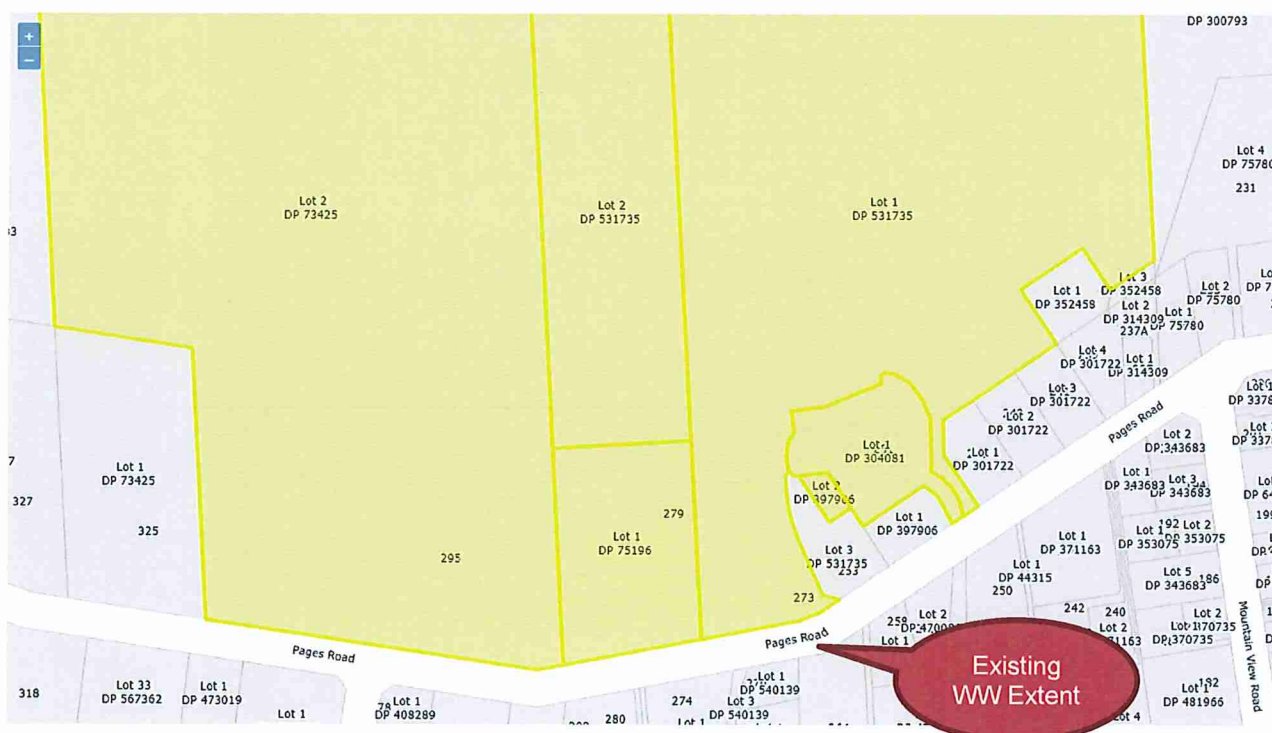 +
−
DP 300793
Lot 4
DP 75780
231
Lot 2
DP 73425
Lot 2
DP 531735
Lot 1
DP 531735
33
Lot 3
DP 352458
Lot 1
DP 352458
Lot 2
DP 314309
237A
Lot 1
DP 75780
Lot 2
DP 75780
Lot 4
DP 301722
Lot 1
DP 314309
Lot 3
DP 301722
Lot 2
DP 301722
Lot 1
DP 301722
Lot 1
DP 304081
Pages Road
Lot 2
DP 343683
Lot 1
DP 343683
Lot 3
DP 343683
327
Lot 1
DP 73425
325
295
279
Lot 1
DP 75196
Lot 2
DP 397906
Lot 1
DP 397906
Lot 3
DP 531735
253
273
Lot 1
DP 371163
Lot 1
DP 44315
250
242
240
192
Lot 1
DP 353075
Lot 2
DP 353075
Lot 5
DP 343683
186
Lot 2
Lot 1
DP 370735
Mountain View Road
Pages Road
Pages Road
Lot 2
Lot 1
Existing
WW Extent
182
Lot 1
DP 481966
318
Lot 33
DP 567362
Lot 1
DP 473019
Lot 1
Lot 1
DP 408289
280
274
Lot 1
DP 540139
Lot 3
DP 540139
Lot 1
Lot 4